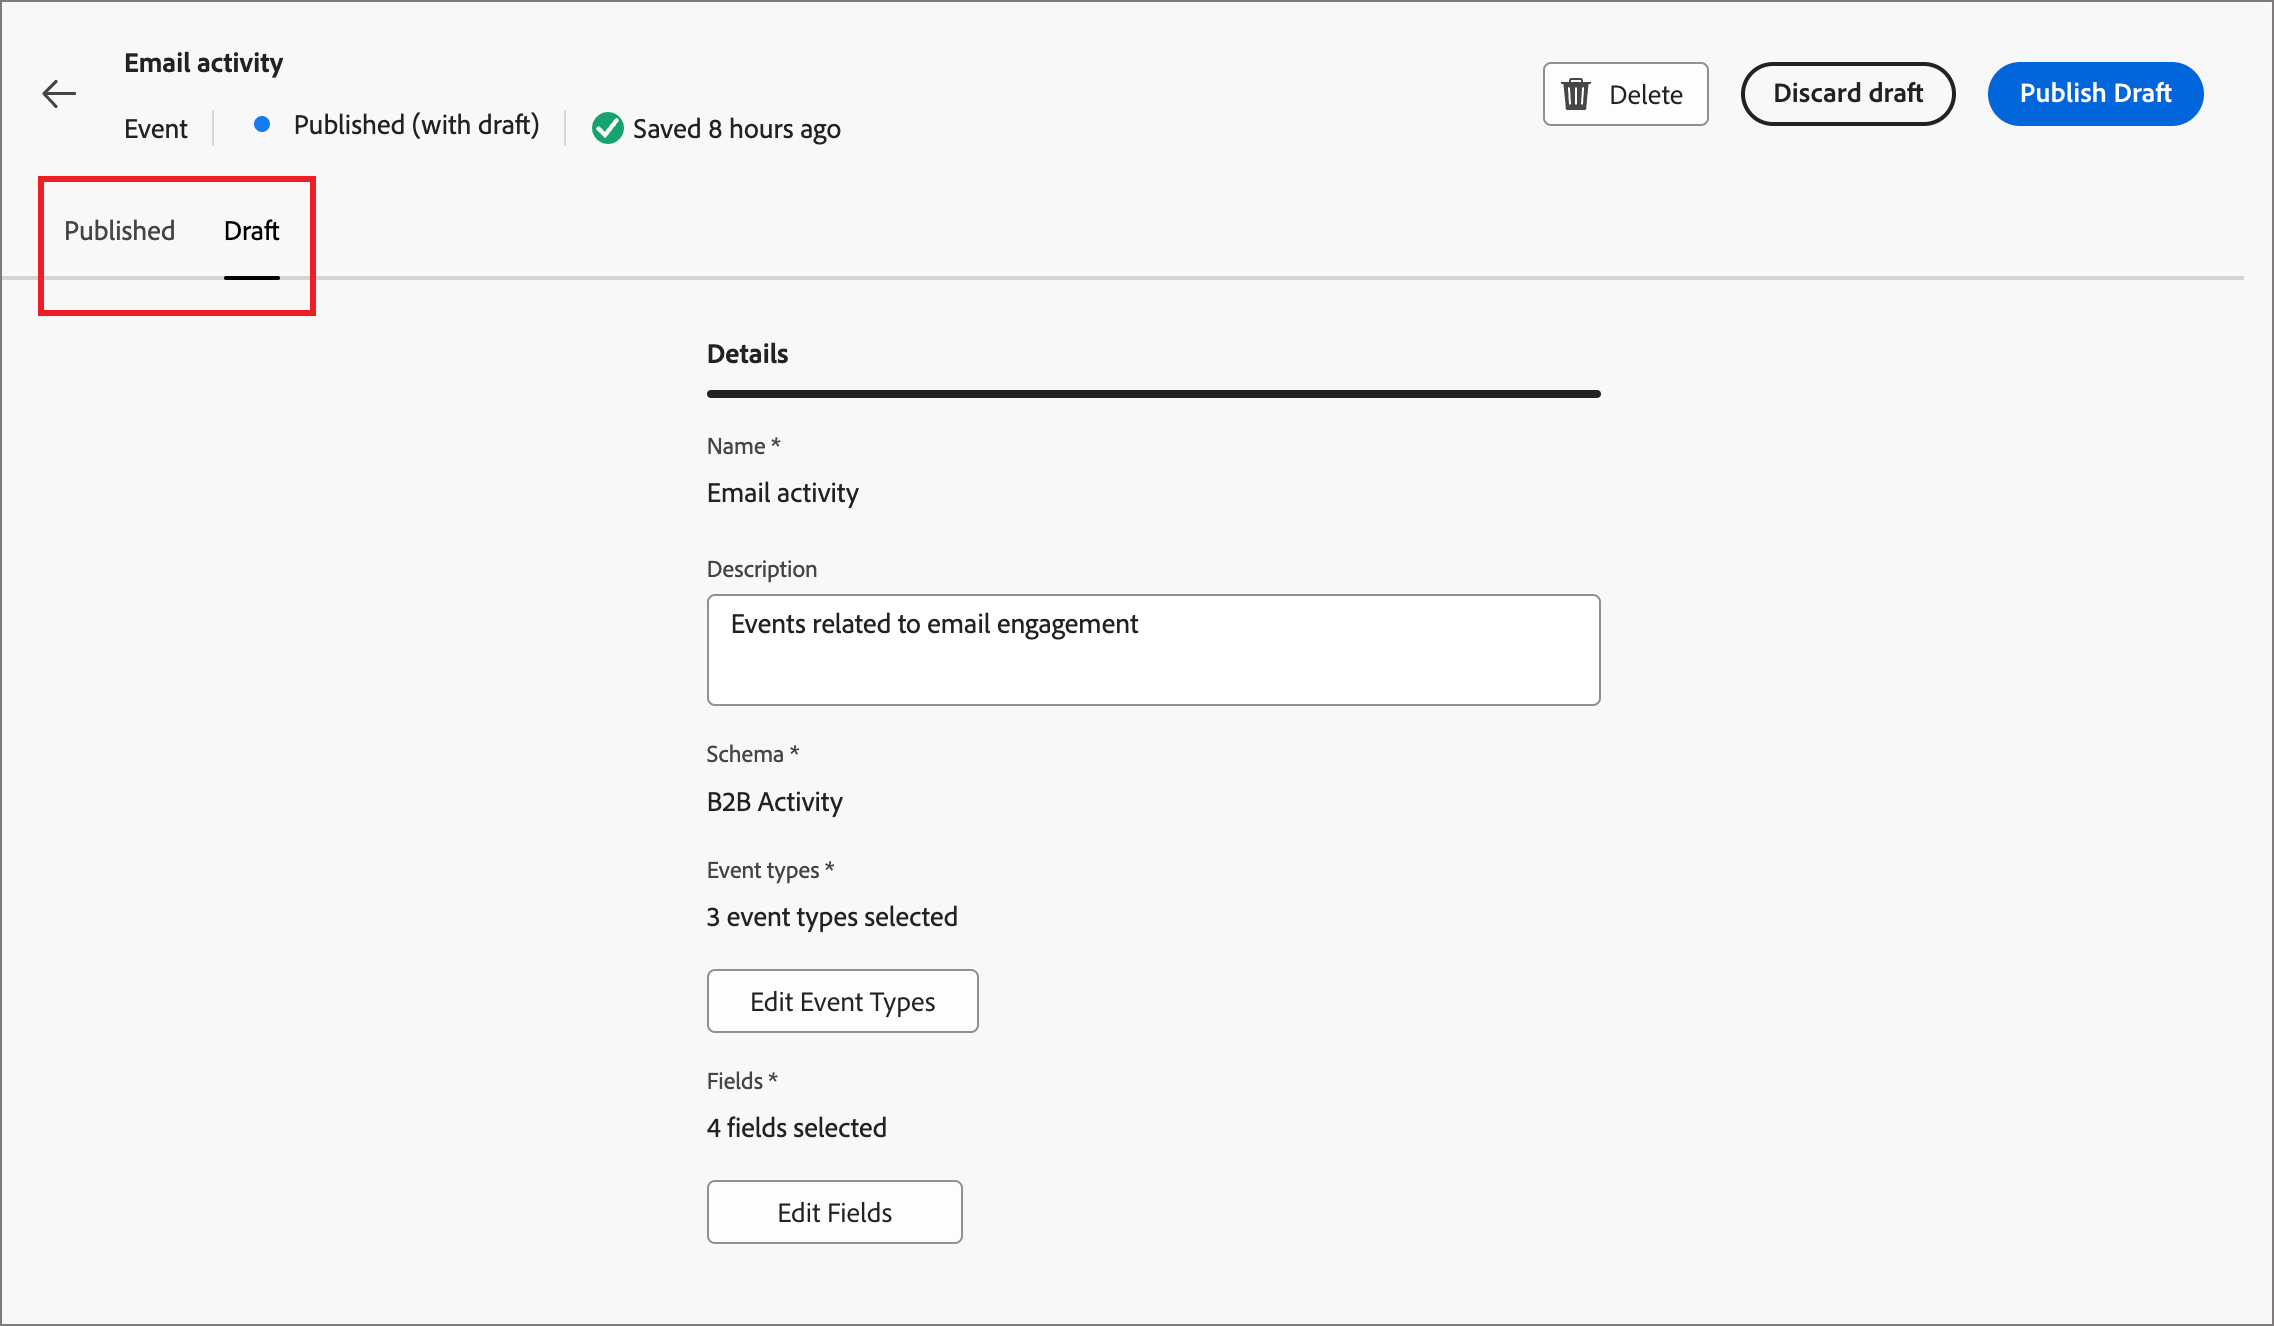 Email activity
Event
Published (with draft)
Saved 8 hours ago
Delete
Discard draft
Publish Draft
Published
Draft
Details
Name *
Email activity
Description
Events related to email engagement
Schema *
B2B Activity
Event types *
3 event types selected
Edit Event Types
Fields *
4 fields selected
Edit Fields